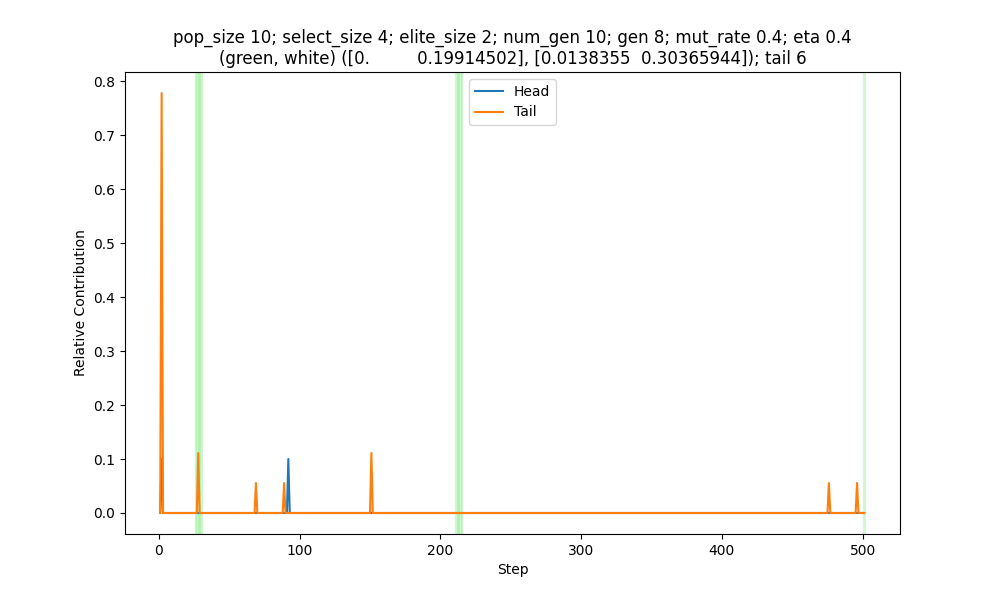 pop_size 10; select_size 4; elite_size 2; num_gen 10; gen 8; mut_rate 0.4; eta 0.4
(green, white) ([0.         0.19914502], [0.0138355  0.30365944]); tail 6
Head
Tail
0.8
0.7
0.6
0.5
0.4
0.3
0.2
0.1
0.0
Relative Contribution
0
100
200
300
400
500
Step